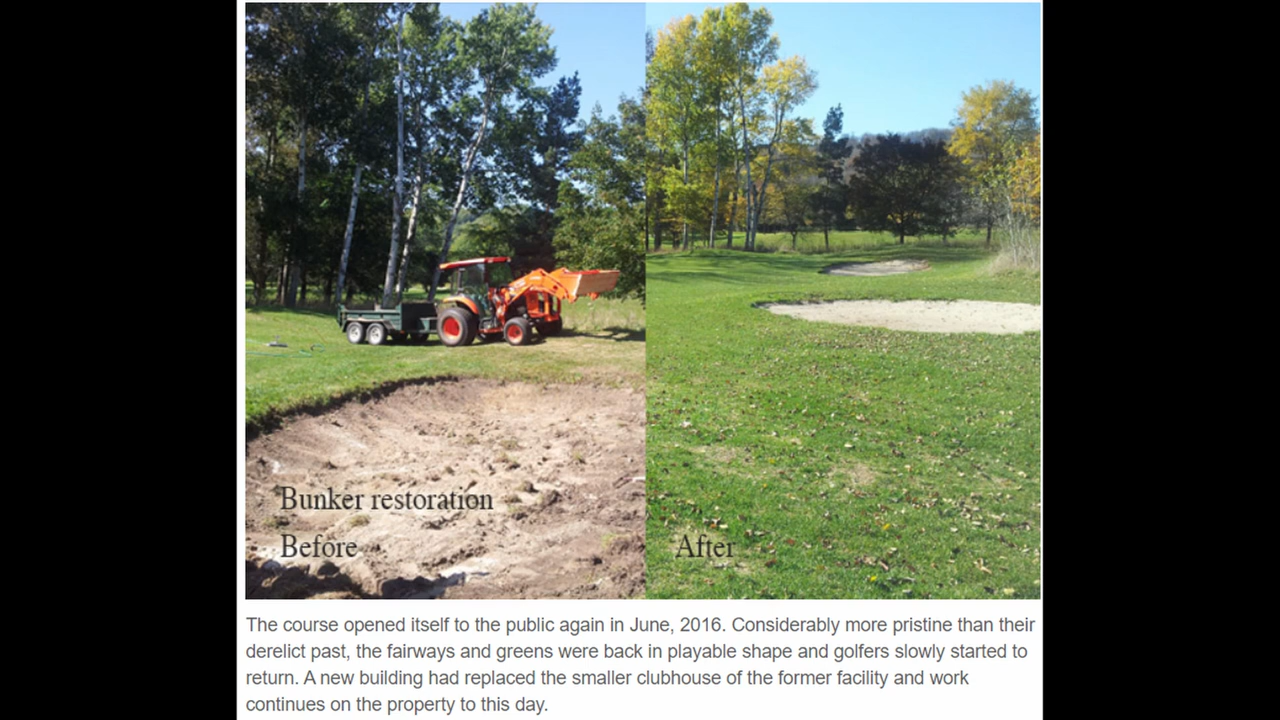 Bunker restoration
Before
After
The course opened itself to the public again in June, 2016. Considerably more pristine than their
derelict past, the fairways and greens were back in playable shape and golfers slowly started to
return. A new building had replaced the smaller clubhouse of the former facility and work
continues on the property to this day.